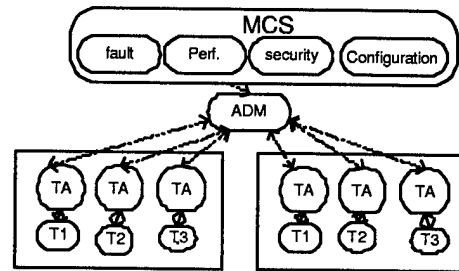 MCS
fault Perf. security Configuration
ADM
TA TA TA TA TA TA
T1 T2 T3 T1 T2 T3